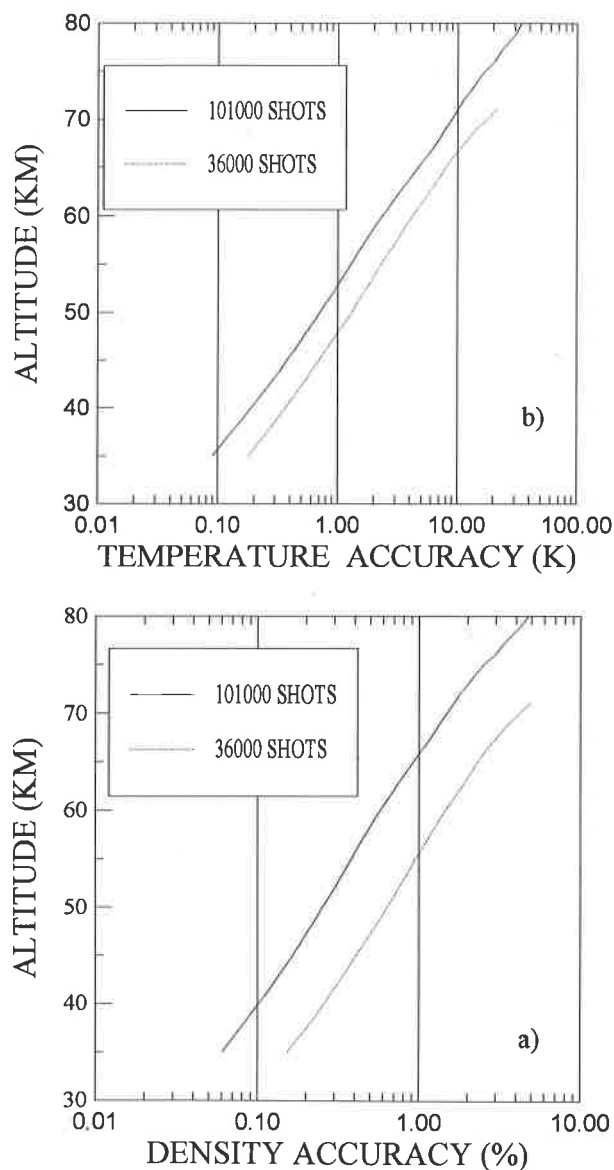 80
70
60
50
40
30
ALTITUDE (KM)
101000 SHOTS
36000 SHOTS
b)
0.01 0.10 1.00 10.00 100.00
TEMPERATURE ACCURACY (K)
80
70
60
50
40
30
ALTITUDE (KM)
101000 SHOTS
36000 SHOTS
a)
0.01 0.10 1.00 10.00
DENSITY ACCURACY (%)